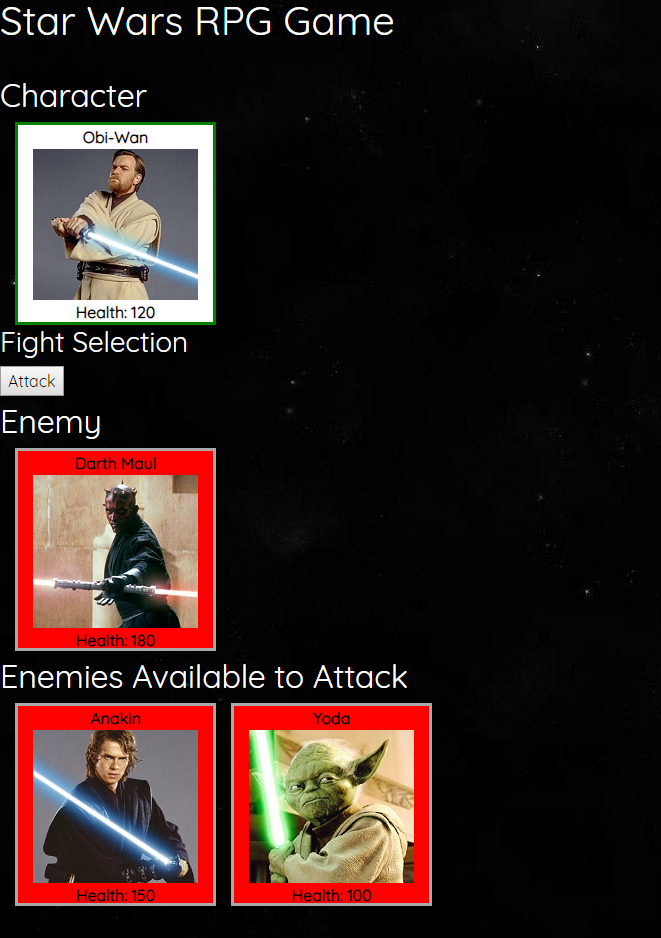 Star Wars RPG Game
Character
Obi-Wan
Health: 120
Fight Selection
Attack
Enemy
Darth Maul
Health: 180
Enemies Available to Attack
Anakin
Yoda
Health: 150
Health: 100